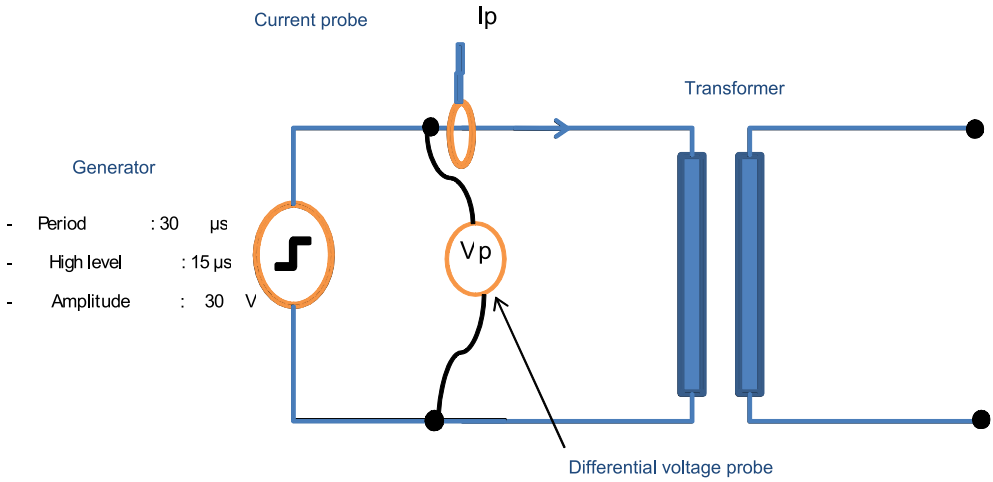 Current probe
Ip
Transformer
Generator
- Period : 30 µs
- High level : 15 µs
- Amplitude : 30 V
Vp
Differential voltage probe